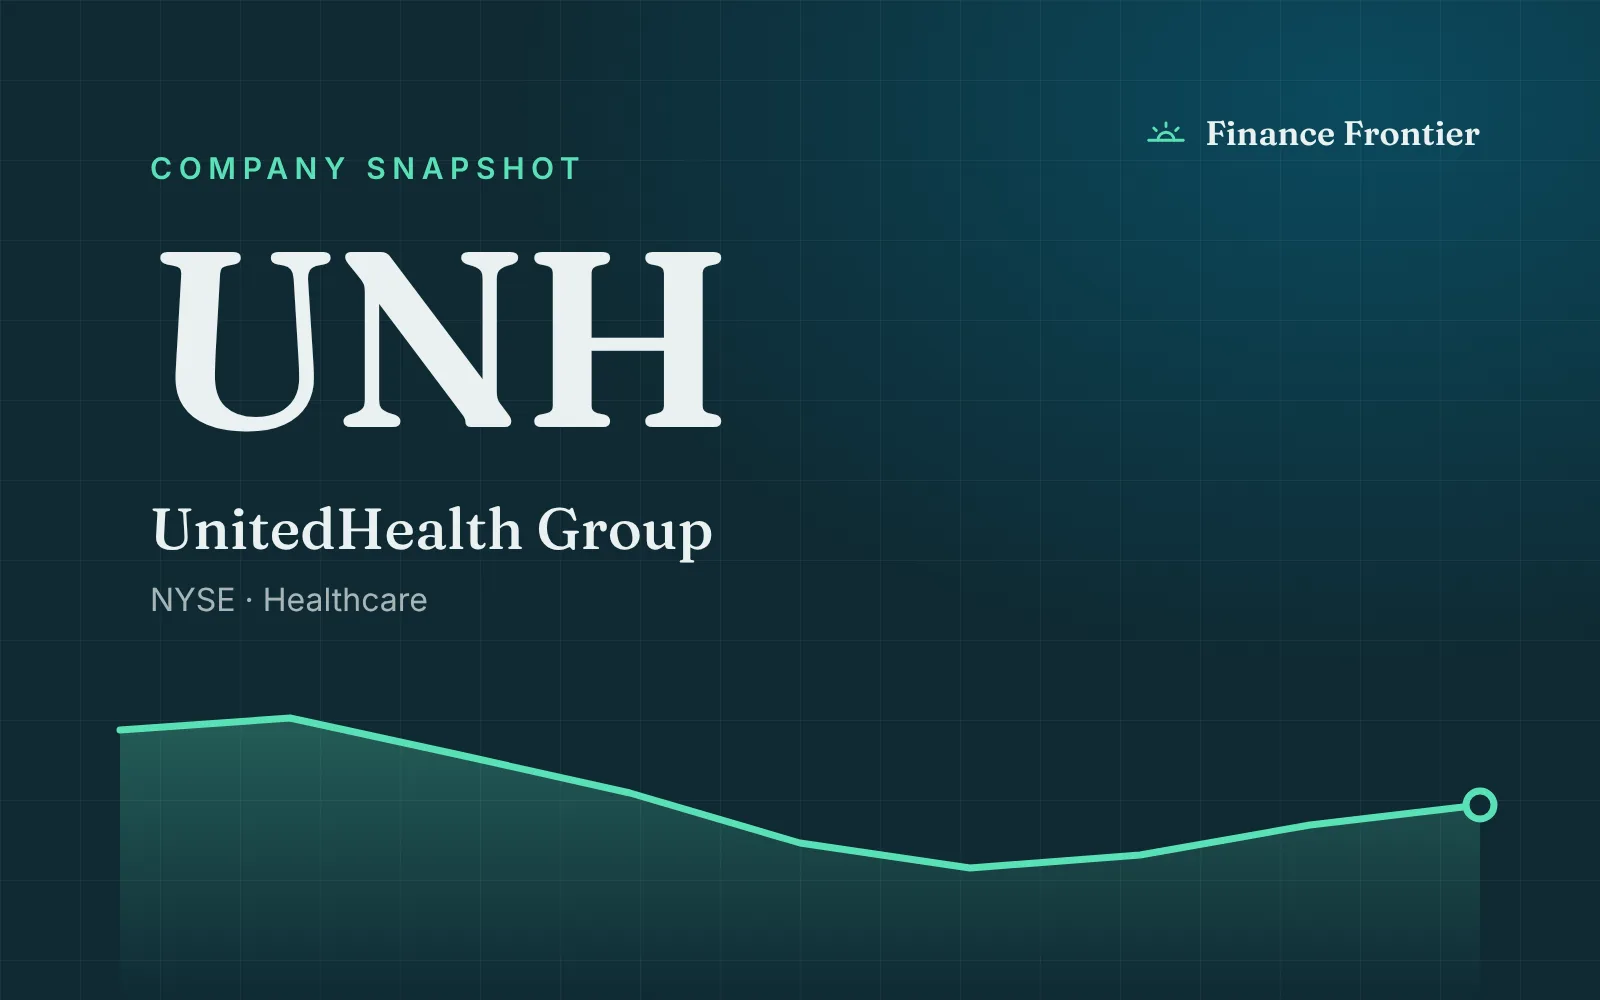 Finance Frontier
COMPANY SNAPSHOT
UNH
UnitedHealth Group
NYSE · Healthcare